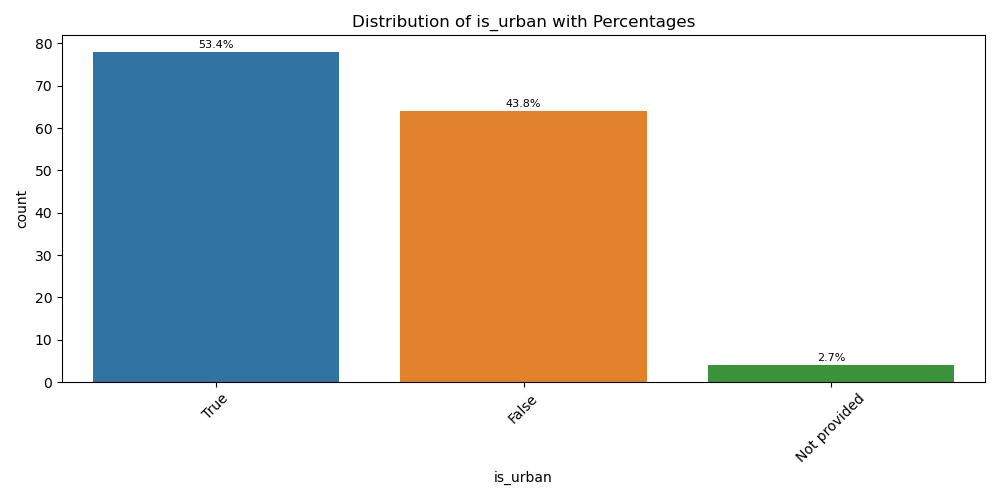 Distribution of is_urban with Percentages
80
70
60
50
40
30
20
10
0
count
53.4%
43.8%
2.7%
True
False
Not provided
is_urban